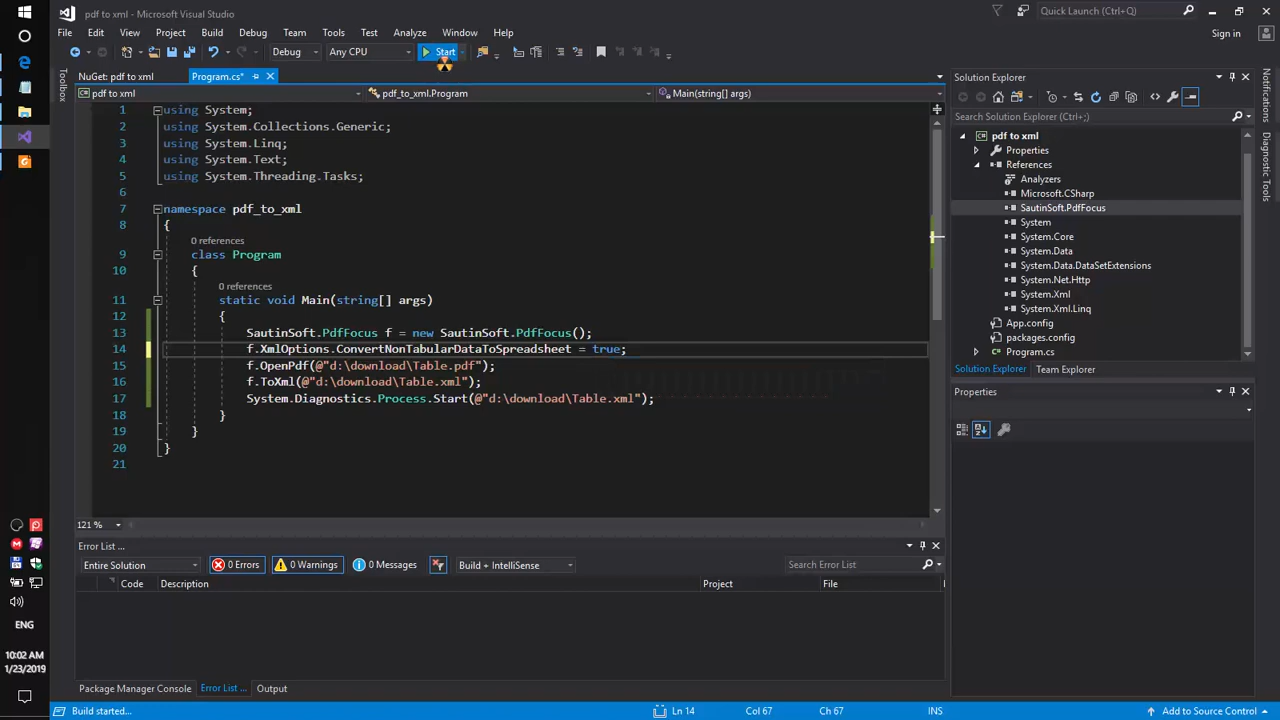 pdf to xml - Microsoft Visual Studio
Quick Launch (Ctrl+Q)
File Edit View Project Build Debug Team Tools Test Analyze Window Help
Sign in
Debug Any CPU Start
NuGet: pdf to xml Program.cs*
pdf to xml pdf_to_xml.Program Main(string[] args)
Toolbox
1 using System;
2 using System.Collections.Generic;
3 using System.Linq;
4 using System.Text;
5 using System.Threading.Tasks;
6
7 namespace pdf_to_xml
8 {
0 references
9 class Program
10 {
0 references
11 static void Main(string[] args)
12 {
13 SautinSoft.PdfFocus f = new SautinSoft.PdfFocus();
14 f.XmlOptions.ConvertNonTabularDataToSpreadsheet = true;
15 f.OpenPdf(@"d:\download\Table.pdf");
16 f.ToXml(@"d:\download\Table.xml");
17 System.Diagnostics.Process.Start(@"d:\download\Table.xml");
18 }
19 }
20 }
21
121 %
Solution Explorer
Search Solution Explorer (Ctrl+;)
pdf to xml
Properties
References
Analyzers
Microsoft.CSharp
SautinSoft.PdfFocus
System
System.Core
System.Data
System.Data.DataSetExtensions
System.Net.Http
System.Xml
System.Xml.Linq
App.config
packages.config
Program.cs
Solution Explorer Team Explorer
Properties
Notifications
Diagnostic Tools
Error List ...
Entire Solution 0 Errors 0 Warnings 0 Messages Build + IntelliSense Search Error List
Code Description Project File
Package Manager Console Error List ... Output
Build started... Ln 14 Col 67 Ch 67 INS Add to Source Control
ENG
10:02 AM
1/23/2019